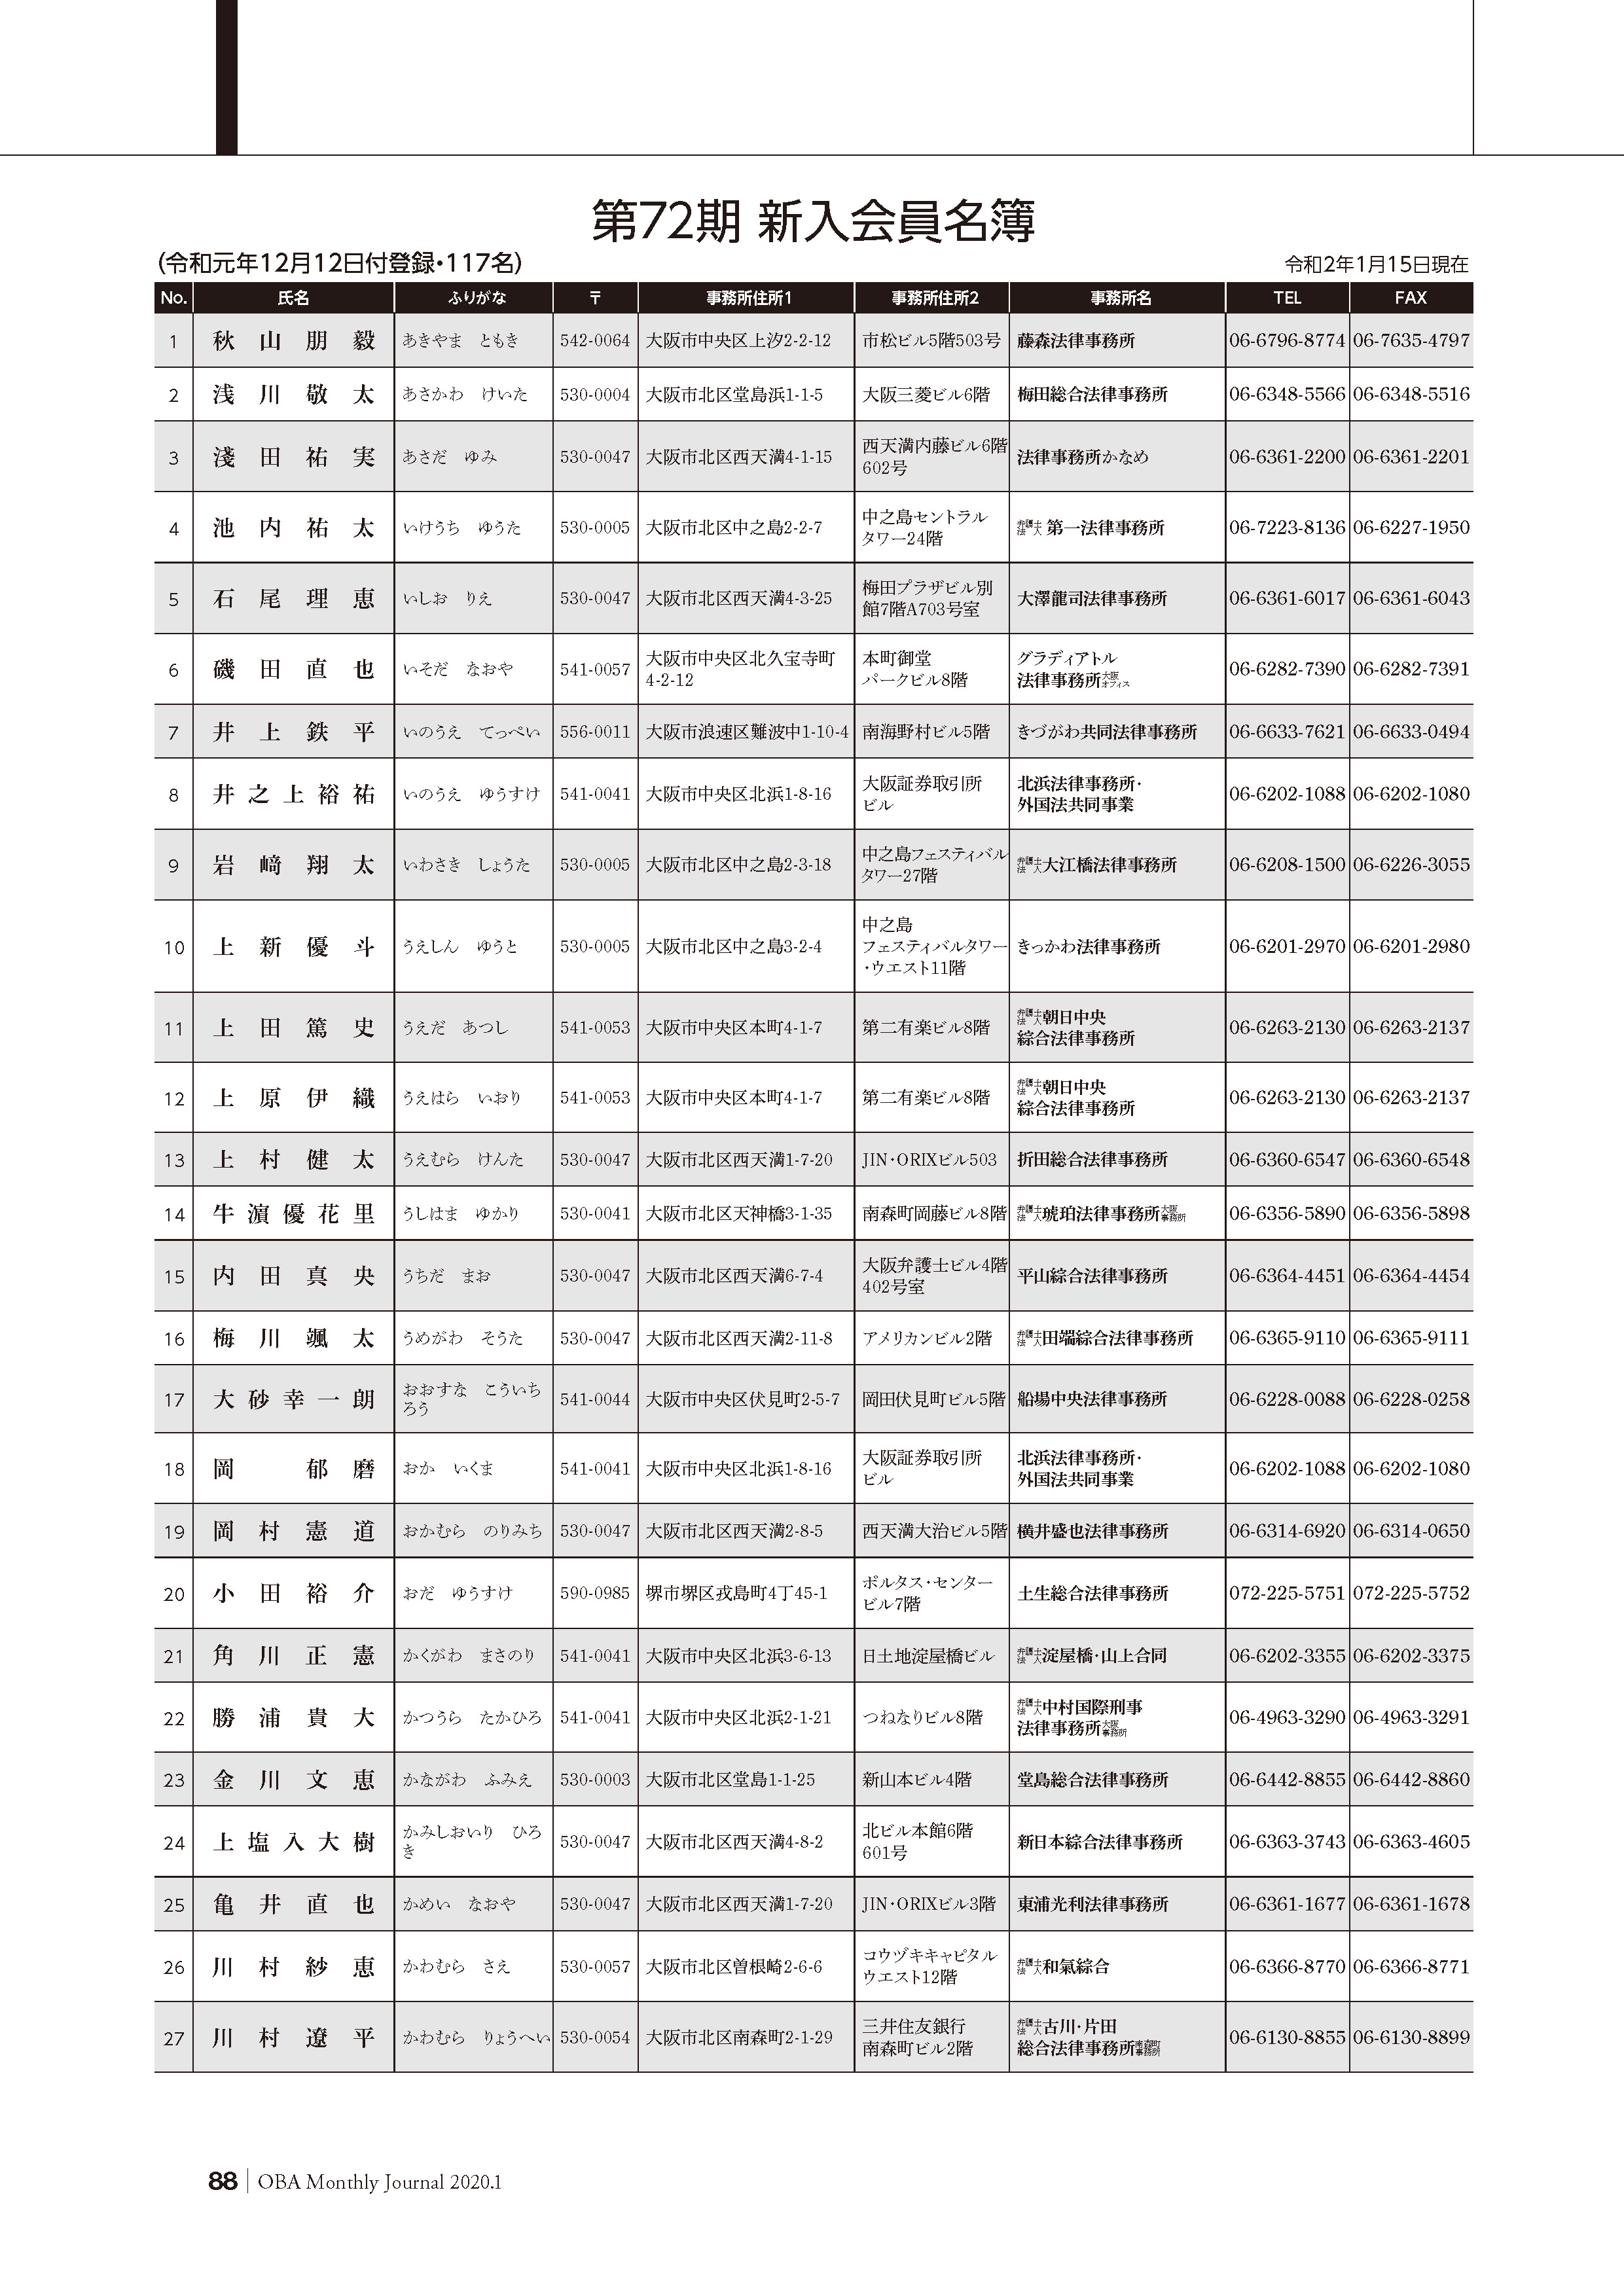 第72期 新入会員名簿
(令和元年12月12日付登録・117名)
令和2年1月15日現在
No. 氏名 ふりがな 〒 事務所住所1 事務所住所2 事務所名 TEL FAX
1 秋山朋毅 あきやま ともき 542-0064 大阪市中央区上汐2-2-12 市松ビル5階503号 藤森法律事務所 06-6796-8774 06-7635-4797
2 浅川敬太 あさかわ けいた 530-0004 大阪市北区堂島浜1-1-5 大阪三菱ビル6階 梅田総合法律事務所 06-6348-5566 06-6348-5516
3 淺田祐実 あさだ ゆみ 530-0047 大阪市北区西天満4-1-15 西天満内藤ビル6階
602号 法律事務所かなめ 06-6361-2200 06-6361-2201
4 池内祐太 いけうち ゆうた 530-0005 大阪市北区中之島2-2-7 中之島セントラル
タワー24階 弁護士法人 第一法律事務所 06-7223-8136 06-6227-1950
5 石尾理恵 いしお りえ 530-0047 大阪市北区西天満4-3-25 梅田プラザビル別
館7階A703号室 大澤龍司法律事務所 06-6361-6017 06-6361-6043
6 磯田直也 いそだ なおや 541-0057 大阪市中央区北久宝寺町
4-2-12 本町御堂
パークビル8階 グラディアトル
法律事務所大阪オフィス 06-6282-7390 06-6282-7391
7 井上鉄平 いのうえ てっぺい 556-0011 大阪市浪速区難波中1-10-4 南海野村ビル5階 きづがわ共同法律事務所 06-6633-7621 06-6633-0494
8 井之上裕祐 いのうえ ゆうすけ 541-0041 大阪市中央区北浜1-8-16 大阪証券取引所
ビル 北浜法律事務所・
外国法共同事業 06-6202-1088 06-6202-1080
9 岩﨑翔太 いわさき しょうた 530-0005 大阪市北区中之島2-3-18 中之島フェスティバル
タワー27階 弁護士法人大江橋法律事務所 06-6208-1500 06-6226-3055
10 上新優斗 うえしん ゆうと 530-0005 大阪市北区中之島3-2-4 中之島
フェスティバルタワー
・ウエスト11階 きっかわ法律事務所 06-6201-2970 06-6201-2980
11 上田篤史 うえだ あつし 541-0053 大阪市中央区本町4-1-7 第二有楽ビル8階 弁護士法人朝日中央
綜合法律事務所 06-6263-2130 06-6263-2137
12 上原伊織 うえはら いおり 541-0053 大阪市中央区本町4-1-7 第二有楽ビル8階 弁護士法人朝日中央
綜合法律事務所 06-6263-2130 06-6263-2137
13 上村健太 うえむら けんた 530-0047 大阪市北区西天満1-7-20 JIN・ORIXビル503 折田総合法律事務所 06-6360-6547 06-6360-6548
14 牛濵優花里 うしはま ゆかり 530-0041 大阪市北区天神橋3-1-35 南森町岡藤ビル8階 弁護士法人琥珀法律事務所大阪事務所 06-6356-5890 06-6356-5898
15 内田真央 うちだ まお 530-0047 大阪市北区西天満6-7-4 大阪弁護士ビル4階
402号室 平山綜合法律事務所 06-6364-4451 06-6364-4454
16 梅川颯太 うめがわ そうた 530-0047 大阪市北区西天満2-11-8 アメリカンビル2階 弁護士法人田端綜合法律事務所 06-6365-9110 06-6365-9111
17 大砂幸一朗 おおすな こういち
ろう 541-0044 大阪市中央区伏見町2-5-7 岡田伏見町ビル5階 船場中央法律事務所 06-6228-0088 06-6228-0258
18 岡郁磨 おか いくま 541-0041 大阪市中央区北浜1-8-16 大阪証券取引所
ビル 北浜法律事務所・
外国法共同事業 06-6202-1088 06-6202-1080
19 岡村憲道 おかむら のりみち 530-0047 大阪市北区西天満2-8-5 西天満大治ビル5階 横井盛也法律事務所 06-6314-6920 06-6314-0650
20 小田裕介 おだ ゆうすけ 590-0985 堺市堺区戎島町4丁45-1 ポルタス・センター
ビル7階 土生総合法律事務所 072-225-5751 072-225-5752
21 角川正憲 かくがわ まさのり 541-0041 大阪市中央区北浜3-6-13 日土地淀屋橋ビル 弁護士法人淀屋橋・山上合同 06-6202-3355 06-6202-3375
22 勝浦貴大 かつうら たかひろ 541-0041 大阪市中央区北浜2-1-21 つねなりビル8階 弁護士法人中村国際刑事
法律事務所大阪事務所 06-4963-3290 06-4963-3291
23 金川文恵 かながわ ふみえ 530-0003 大阪市北区堂島1-1-25 新山本ビル4階 堂島総合法律事務所 06-6442-8855 06-6442-8860
24 上塩入大樹 かみしおいり ひろ
き 530-0047 大阪市北区西天満4-8-2 北ビル本館6階
601号 新日本綜合法律事務所 06-6363-3743 06-6363-4605
25 亀井直也 かめい なおや 530-0047 大阪市北区西天満1-7-20 JIN・ORIXビル3階 東浦光利法律事務所 06-6361-1677 06-6361-1678
26 川村紗恵 かわむら さえ 530-0057 大阪市北区曽根崎2-6-6 コウヅキキャピタル
ウエスト12階 弁護士法人和氣綜合 06-6366-8770 06-6366-8771
27 川村遼平 かわむら りょうへい 530-0054 大阪市北区南森町2-1-29 三井住友銀行
南森町ビル2階 弁護士法人古川・片田
総合法律事務所南森町事務所 06-6130-8855 06-6130-8899
88 OBA Monthly Journal 2020.1